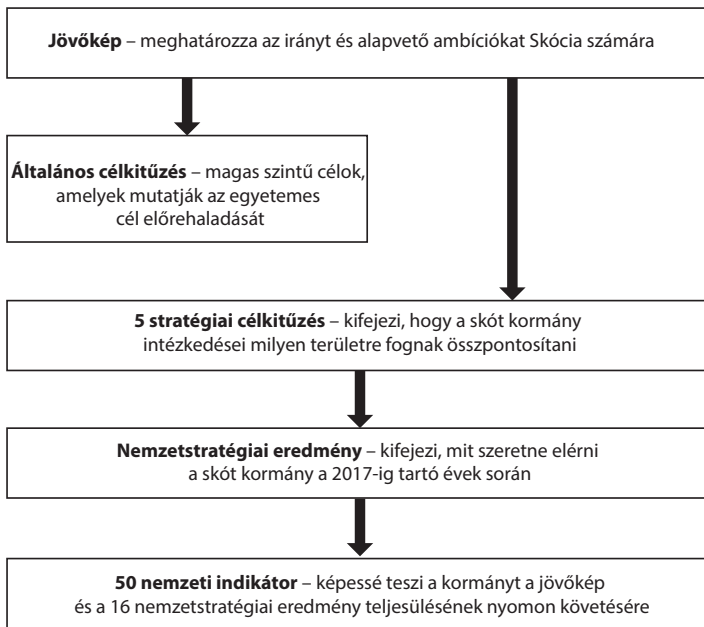 Jövőkép – meghatározza az irányt és alapvető ambíciókat Skócia számára
Általános célkitűzés – magas szintű célok,
amelyek mutatják az egyetemes
cél előrehaladását
5 stratégiai célkitűzés – kifejezi, hogy a skót kormány
intézkedései milyen területre fognak összpontosítani
Nemzetstratégiai eredmény – kifejezi, mit szeretne elérni
a skót kormány a 2017-ig tartó évek során
50 nemzeti indikátor – képessé teszi a kormányt a jövőkép
és a 16 nemzetstratégiai eredmény teljesülésének nyomon követésére